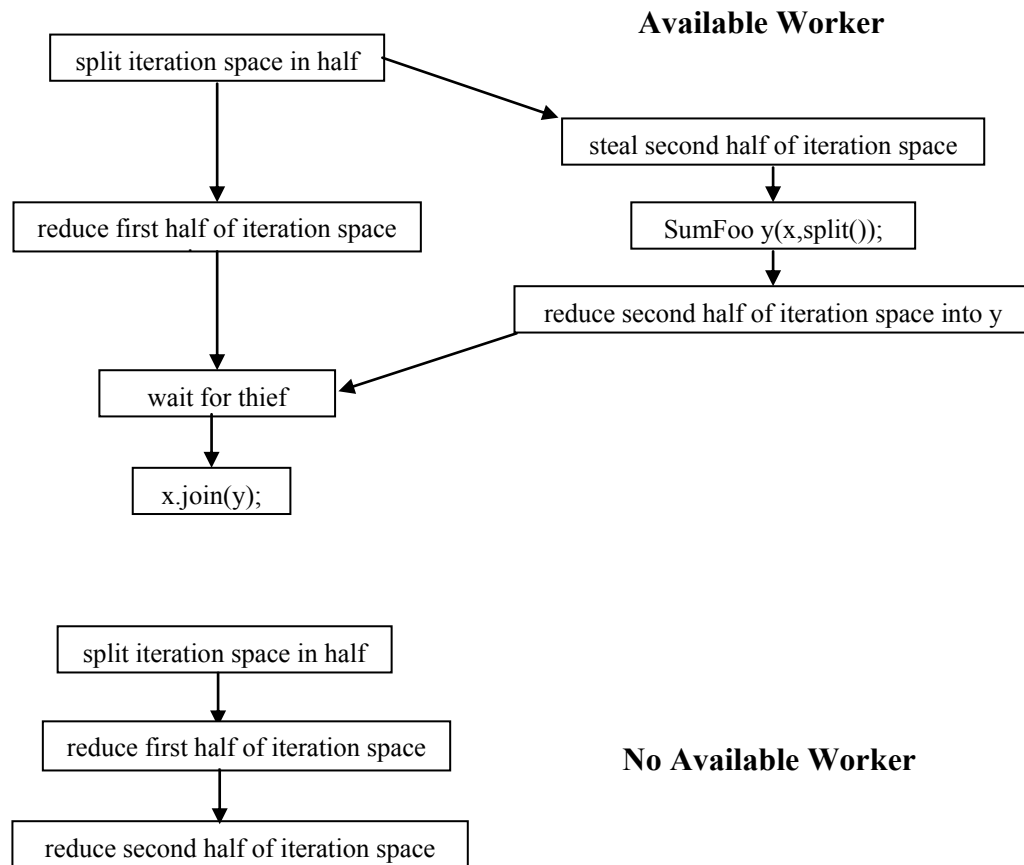 Available Worker
split iteration space in half
steal second half of iteration space
reduce first half of iteration space
SumFoo y(x,split());
reduce second half of iteration space into y
wait for thief
x.join(y);
split iteration space in half
reduce first half of iteration space
No Available Worker
reduce second half of iteration space